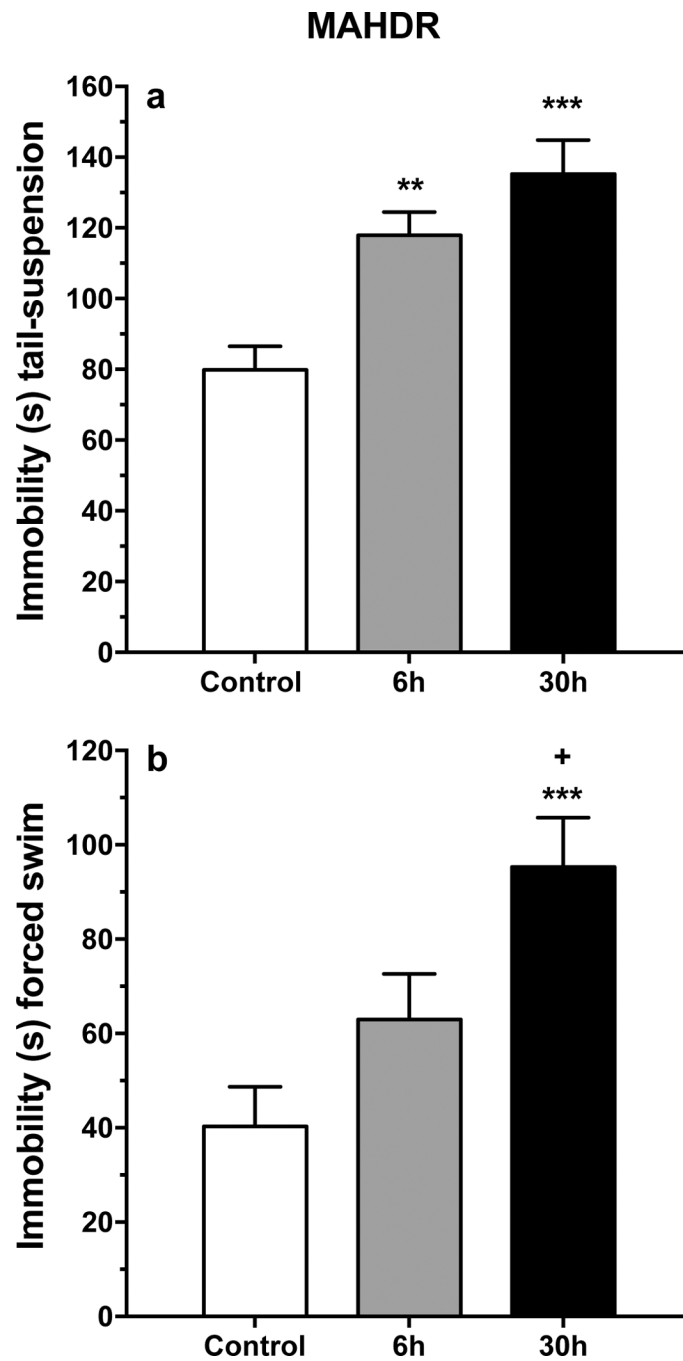 MAHDR
a
Immobility (s) tail-suspension
160
140
120
100
80
60
40
20
0
**
***
Control 6h 30h
b
Immobility (s) forced swim
120
100
80
60
40
20
0
+
***
Control 6h 30h